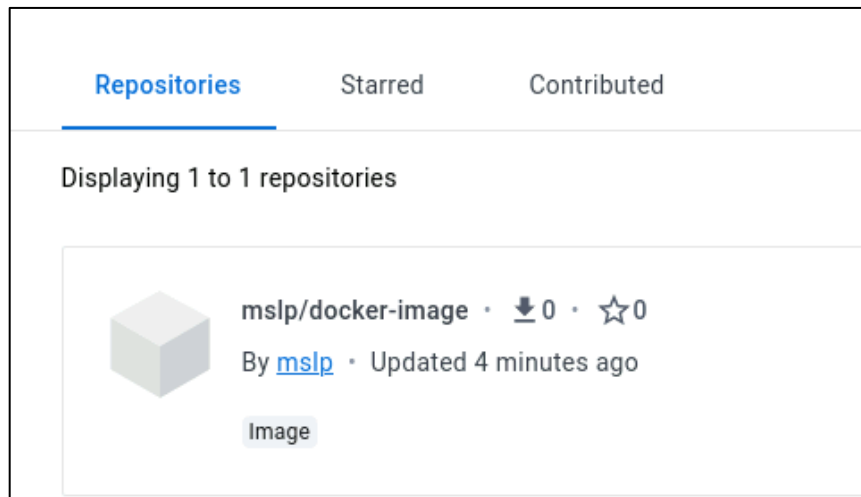 Repositories Starred Contributed
Displaying 1 to 1 repositories
mslp/docker-image • 0 • 0
By mslp • Updated 4 minutes ago
Image